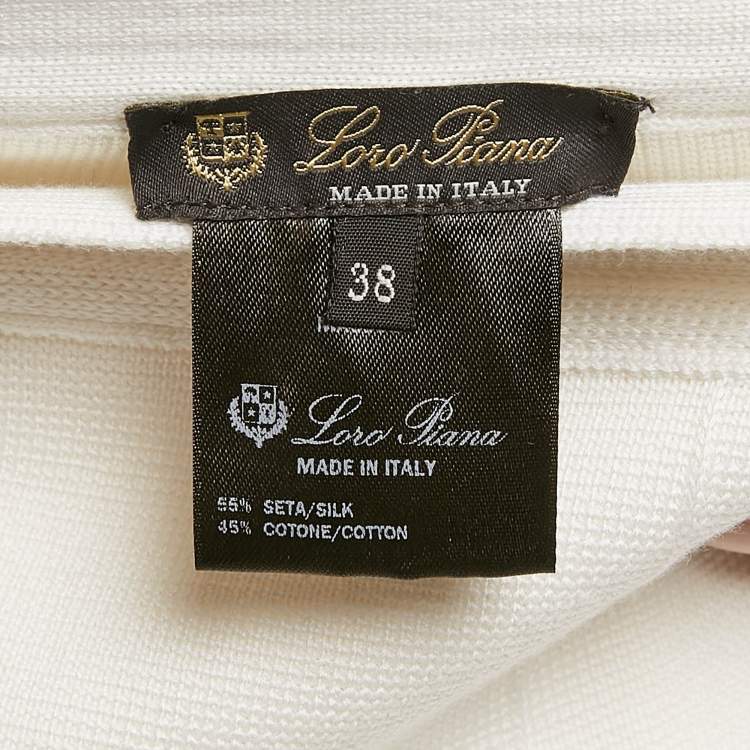 Loro Piana
MADE IN ITALY
38
Loro Piana
MADE IN ITALY
55% SETA/SILK
45% COTONE/COTTON